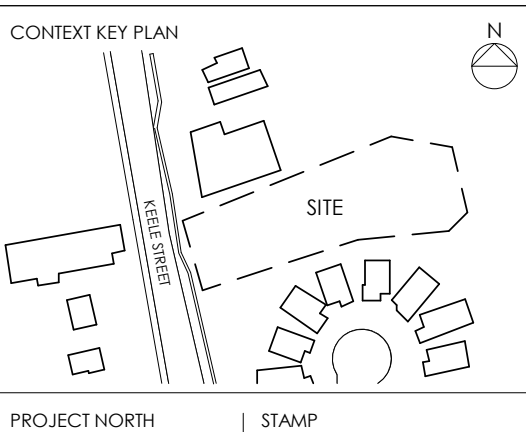 CONTEXT KEY PLAN
N
SITE
KEELE STREET
PROJECT NORTH | STAMP